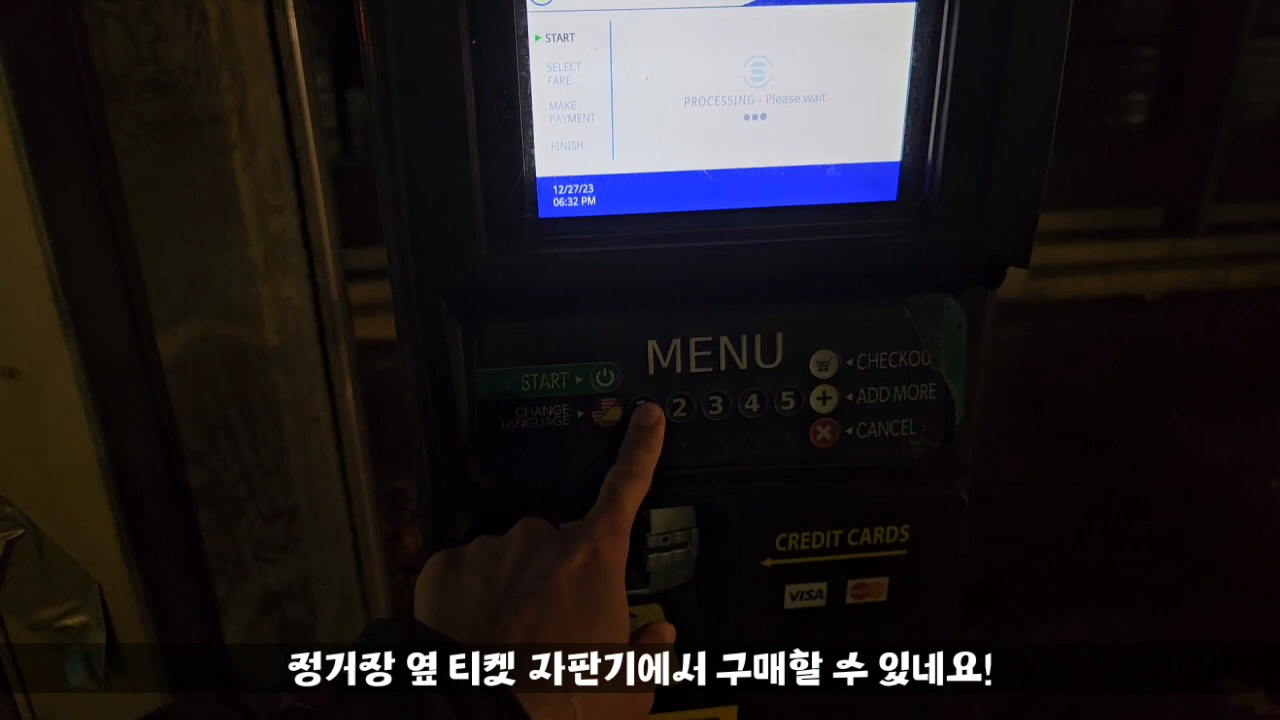 START
SELECT
FARE
PROCESSING - Please wait
MAKE
PAYMENT
FINISH
12/27/23
06:32 PM
MENU
START
CHECKOU
CHANGE
LANGUAGE
2 3 4 5
ADD MORE
CANCEL
CREDIT CARDS
VISA
정거장 옆 티켓 자판기에서 구매할 수 있네요!